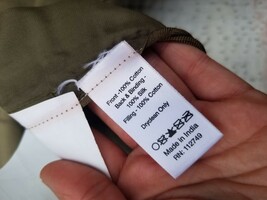 Front -100% Cotton
Back & Binding -
100% Silk
Filling -100% Cotton
Dryclean Only
Made in India
RN: 112749